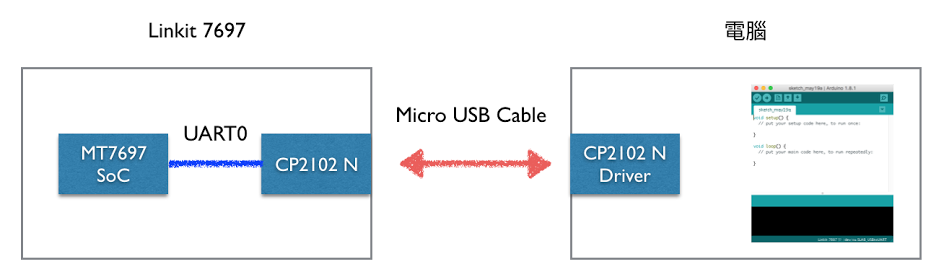 Linkit 7697
電腦
MT7697
SoC
UART0
CP2102 N
Micro USB Cable
CP2102 N
Driver
sketch_may19a | Arduino 1.8.1
sketch_may19a
void setup() {
// put your setup code here, to run once:
}
void loop() {
// put your main code here, to run repeatedly:
}